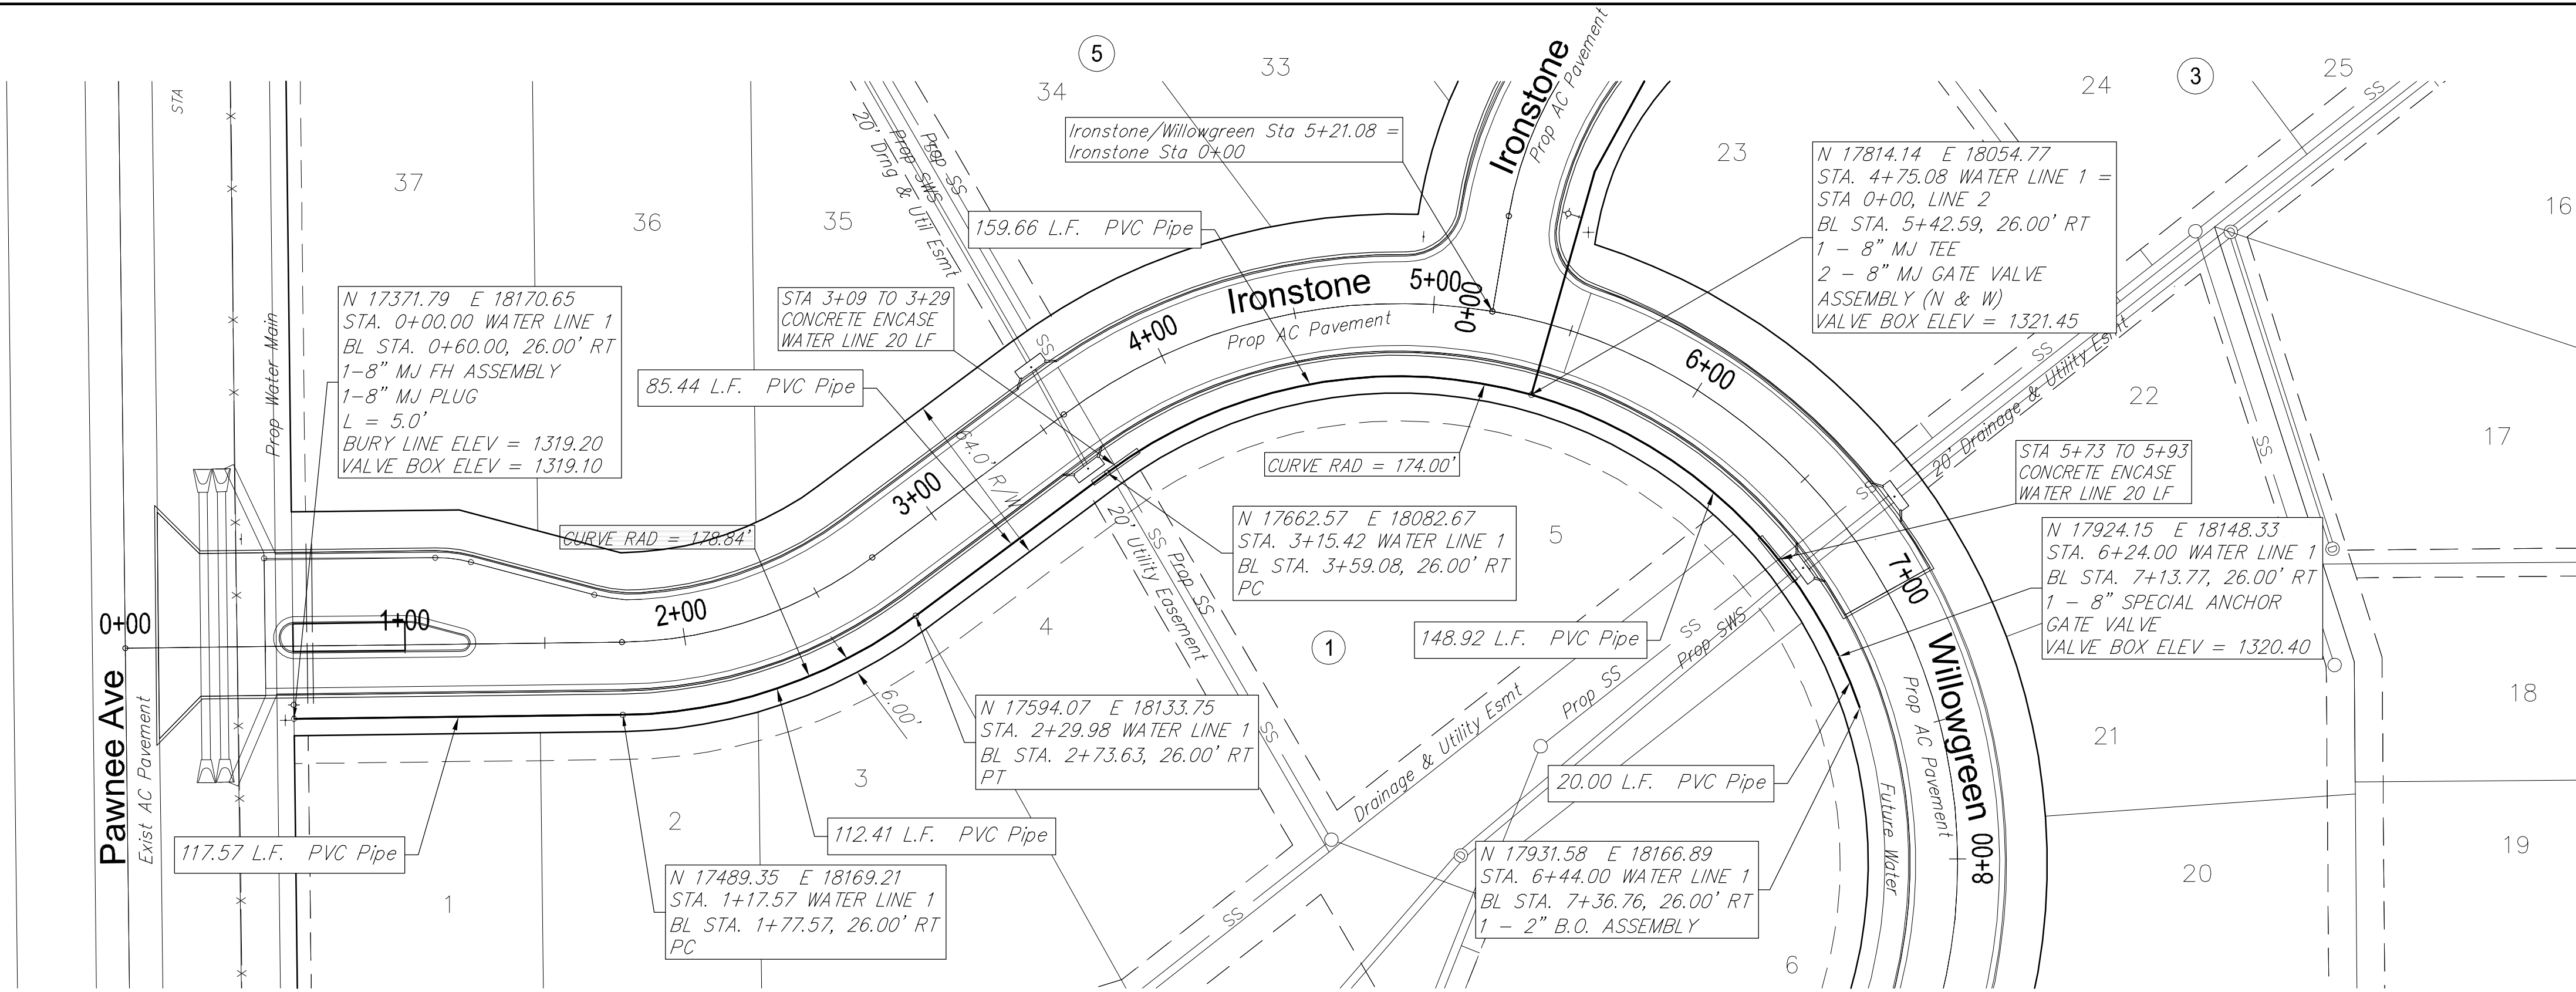 5
33
34
3
25
24
STA
Ironstone
Prop AC Pavement
Ironstone/Willowgreen Sta 5+21.08 =
Ironstone Sta 0+00
37
36
35
23
16
20' Drng & Util Esmt
Prop SWS
Prop SS
SS
SS
N 17814.14 E 18054.77
STA. 4+75.08 WATER LINE 1 =
STA 0+00, LINE 2
BL STA. 5+42.59, 26.00' RT
1 - 8" MJ TEE
2 - 8" MJ GATE VALVE
ASSEMBLY (N & W)
VALVE BOX ELEV = 1321.45
159.66 L.F. PVC Pipe
N 17371.79 E 18170.65
STA. 0+00.00 WATER LINE 1
BL STA. 0+60.00, 26.00' RT
1-8" MJ FH ASSEMBLY
1-8" MJ PLUG
L = 5.0'
BURY LINE ELEV = 1319.20
VALVE BOX ELEV = 1319.10
STA 3+09 TO 3+29
CONCRETE ENCASE
WATER LINE 20 LF
Prop Water Main
Ironstone
Prop AC Pavement
4+00
5+00
0+00
6+00
SS
SS
20' Drainage & Utility Esmt
22
17
SS
85.44 L.F. PVC Pipe
64.0' R/W
CURVE RAD = 174.00'
STA 5+73 TO 5+93
CONCRETE ENCASE
WATER LINE 20 LF
3+00
CURVE RAD = 178.84'
N 17662.57 E 18082.67
STA. 3+15.42 WATER LINE 1
BL STA. 3+59.08, 26.00' RT
PC
5
SS
N 17924.15 E 18148.33
STA. 6+24.00 WATER LINE 1
BL STA. 7+13.77, 26.00' RT
1 - 8" SPECIAL ANCHOR
GATE VALVE
VALVE BOX ELEV = 1320.40
20' Utility Easement
SS
Prop SS
7+00
0+00
1+00
2+00
4
1
148.92 L.F. PVC Pipe
SS
Prop SWS
Prop SS
Willowgreen
Prop AC Pavement
Pawnee Ave
Exist AC Pavement
6.00'
N 17594.07 E 18133.75
STA. 2+29.98 WATER LINE 1
BL STA. 2+73.63, 26.00' RT
PT
SS
18
21
3
2
Drainage & Utility Esmt
20.00 L.F. PVC Pipe
Future Water
8+00
117.57 L.F. PVC Pipe
112.41 L.F. PVC Pipe
N 17931.58 E 18166.89
STA. 6+44.00 WATER LINE 1
BL STA. 7+36.76, 26.00' RT
1 - 2" B.O. ASSEMBLY
19
20
N 17489.35 E 18169.21
STA. 1+17.57 WATER LINE 1
BL STA. 1+77.57, 26.00' RT
PC
1
SS
6